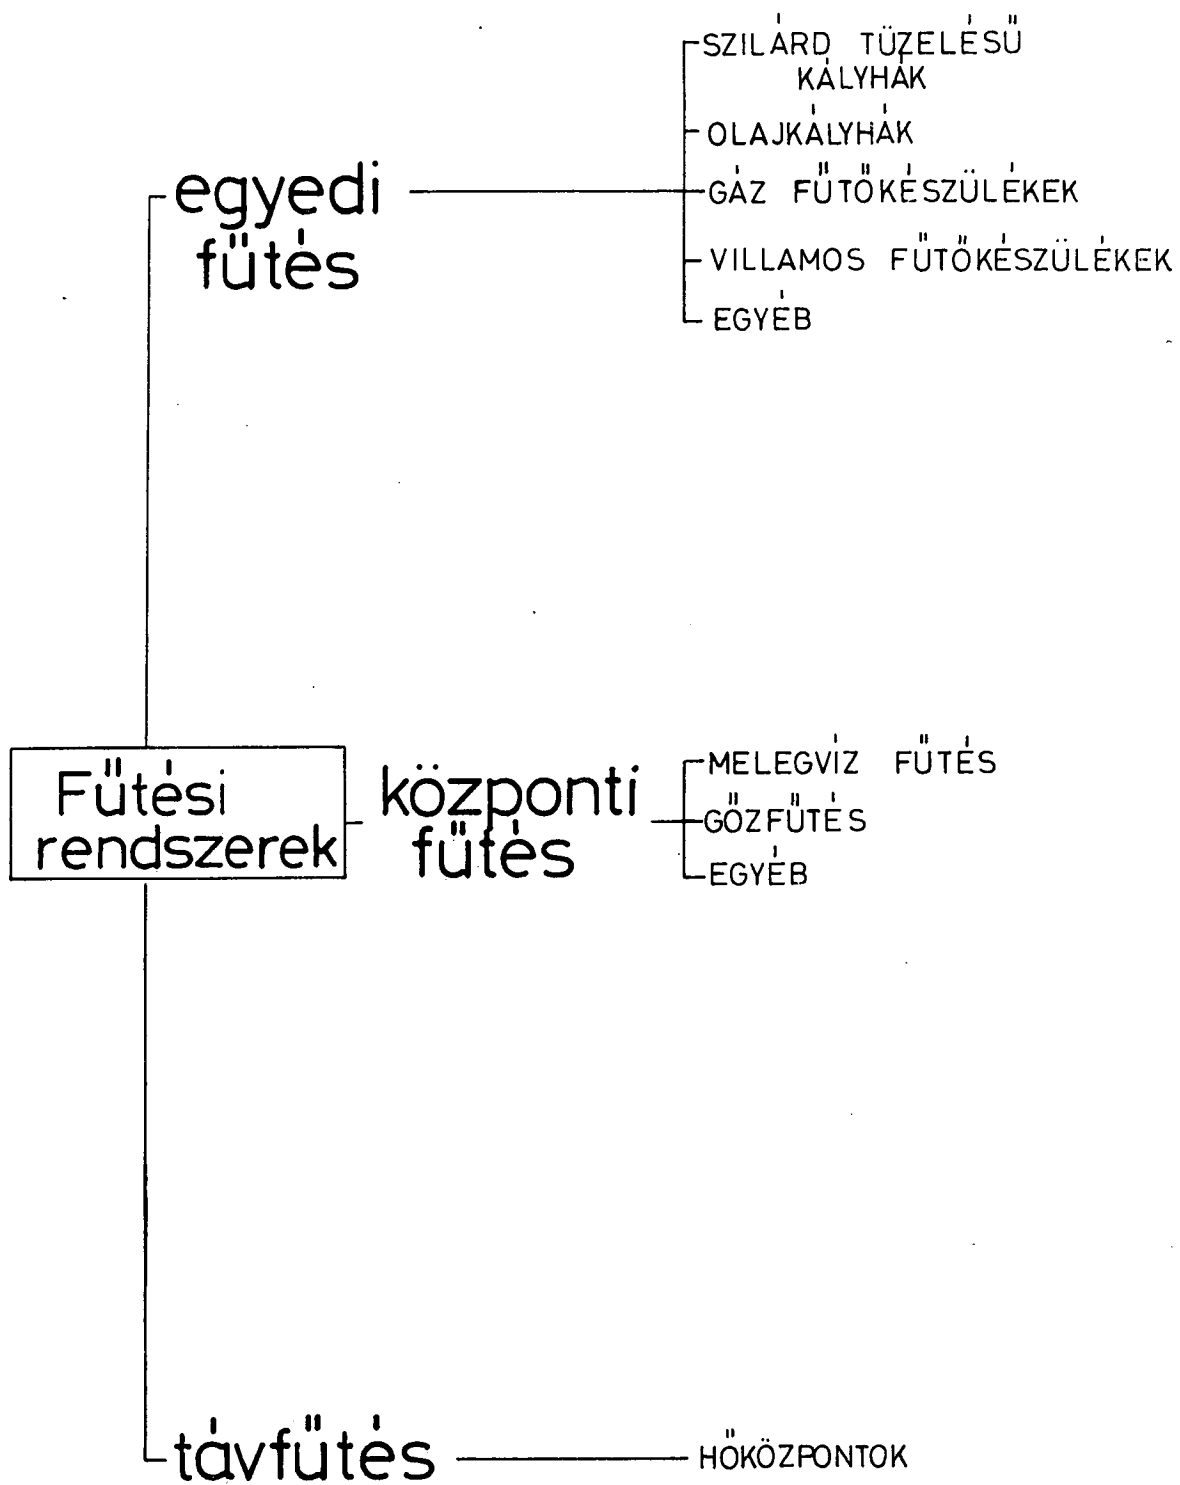 SZILÁRD TÜZELÉSŰ
KÁLYHÁK
OLAJKÁLYHÁK
egyedi
fűtés
GÁZ FŰTŐKÉSZÜLÉKEK
VILLAMOS FŰTŐKÉSZÜLÉKEK
EGYÉB
Fűtési
rendszerek
központi
fűtés
MELEGVÍZ FŰTÉS
GŐZFŰTÉS
EGYÉB
távfűtés
HŐKÖZPONTOK